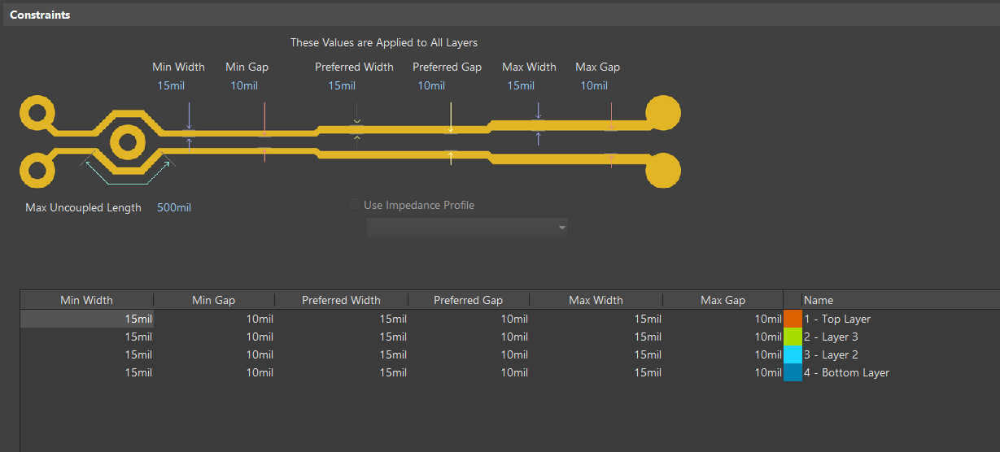 Constraints
These Values are Applied to All Layers
Min Width Min Gap Preferred Width Preferred Gap Max Width Max Gap
15mil 10mil 15mil 10mil 15mil 10mil
Max Uncoupled Length 500mil
Use Impedance Profile
Min Width Min Gap Preferred Width Preferred Gap Max Width Max Gap Name
15mil 10mil 15mil 10mil 15mil 10mil 1 - Top Layer
15mil 10mil 15mil 10mil 15mil 10mil 2 - Layer 3
15mil 10mil 15mil 10mil 15mil 10mil 3 - Layer 2
15mil 10mil 15mil 10mil 15mil 10mil 4 - Bottom Layer